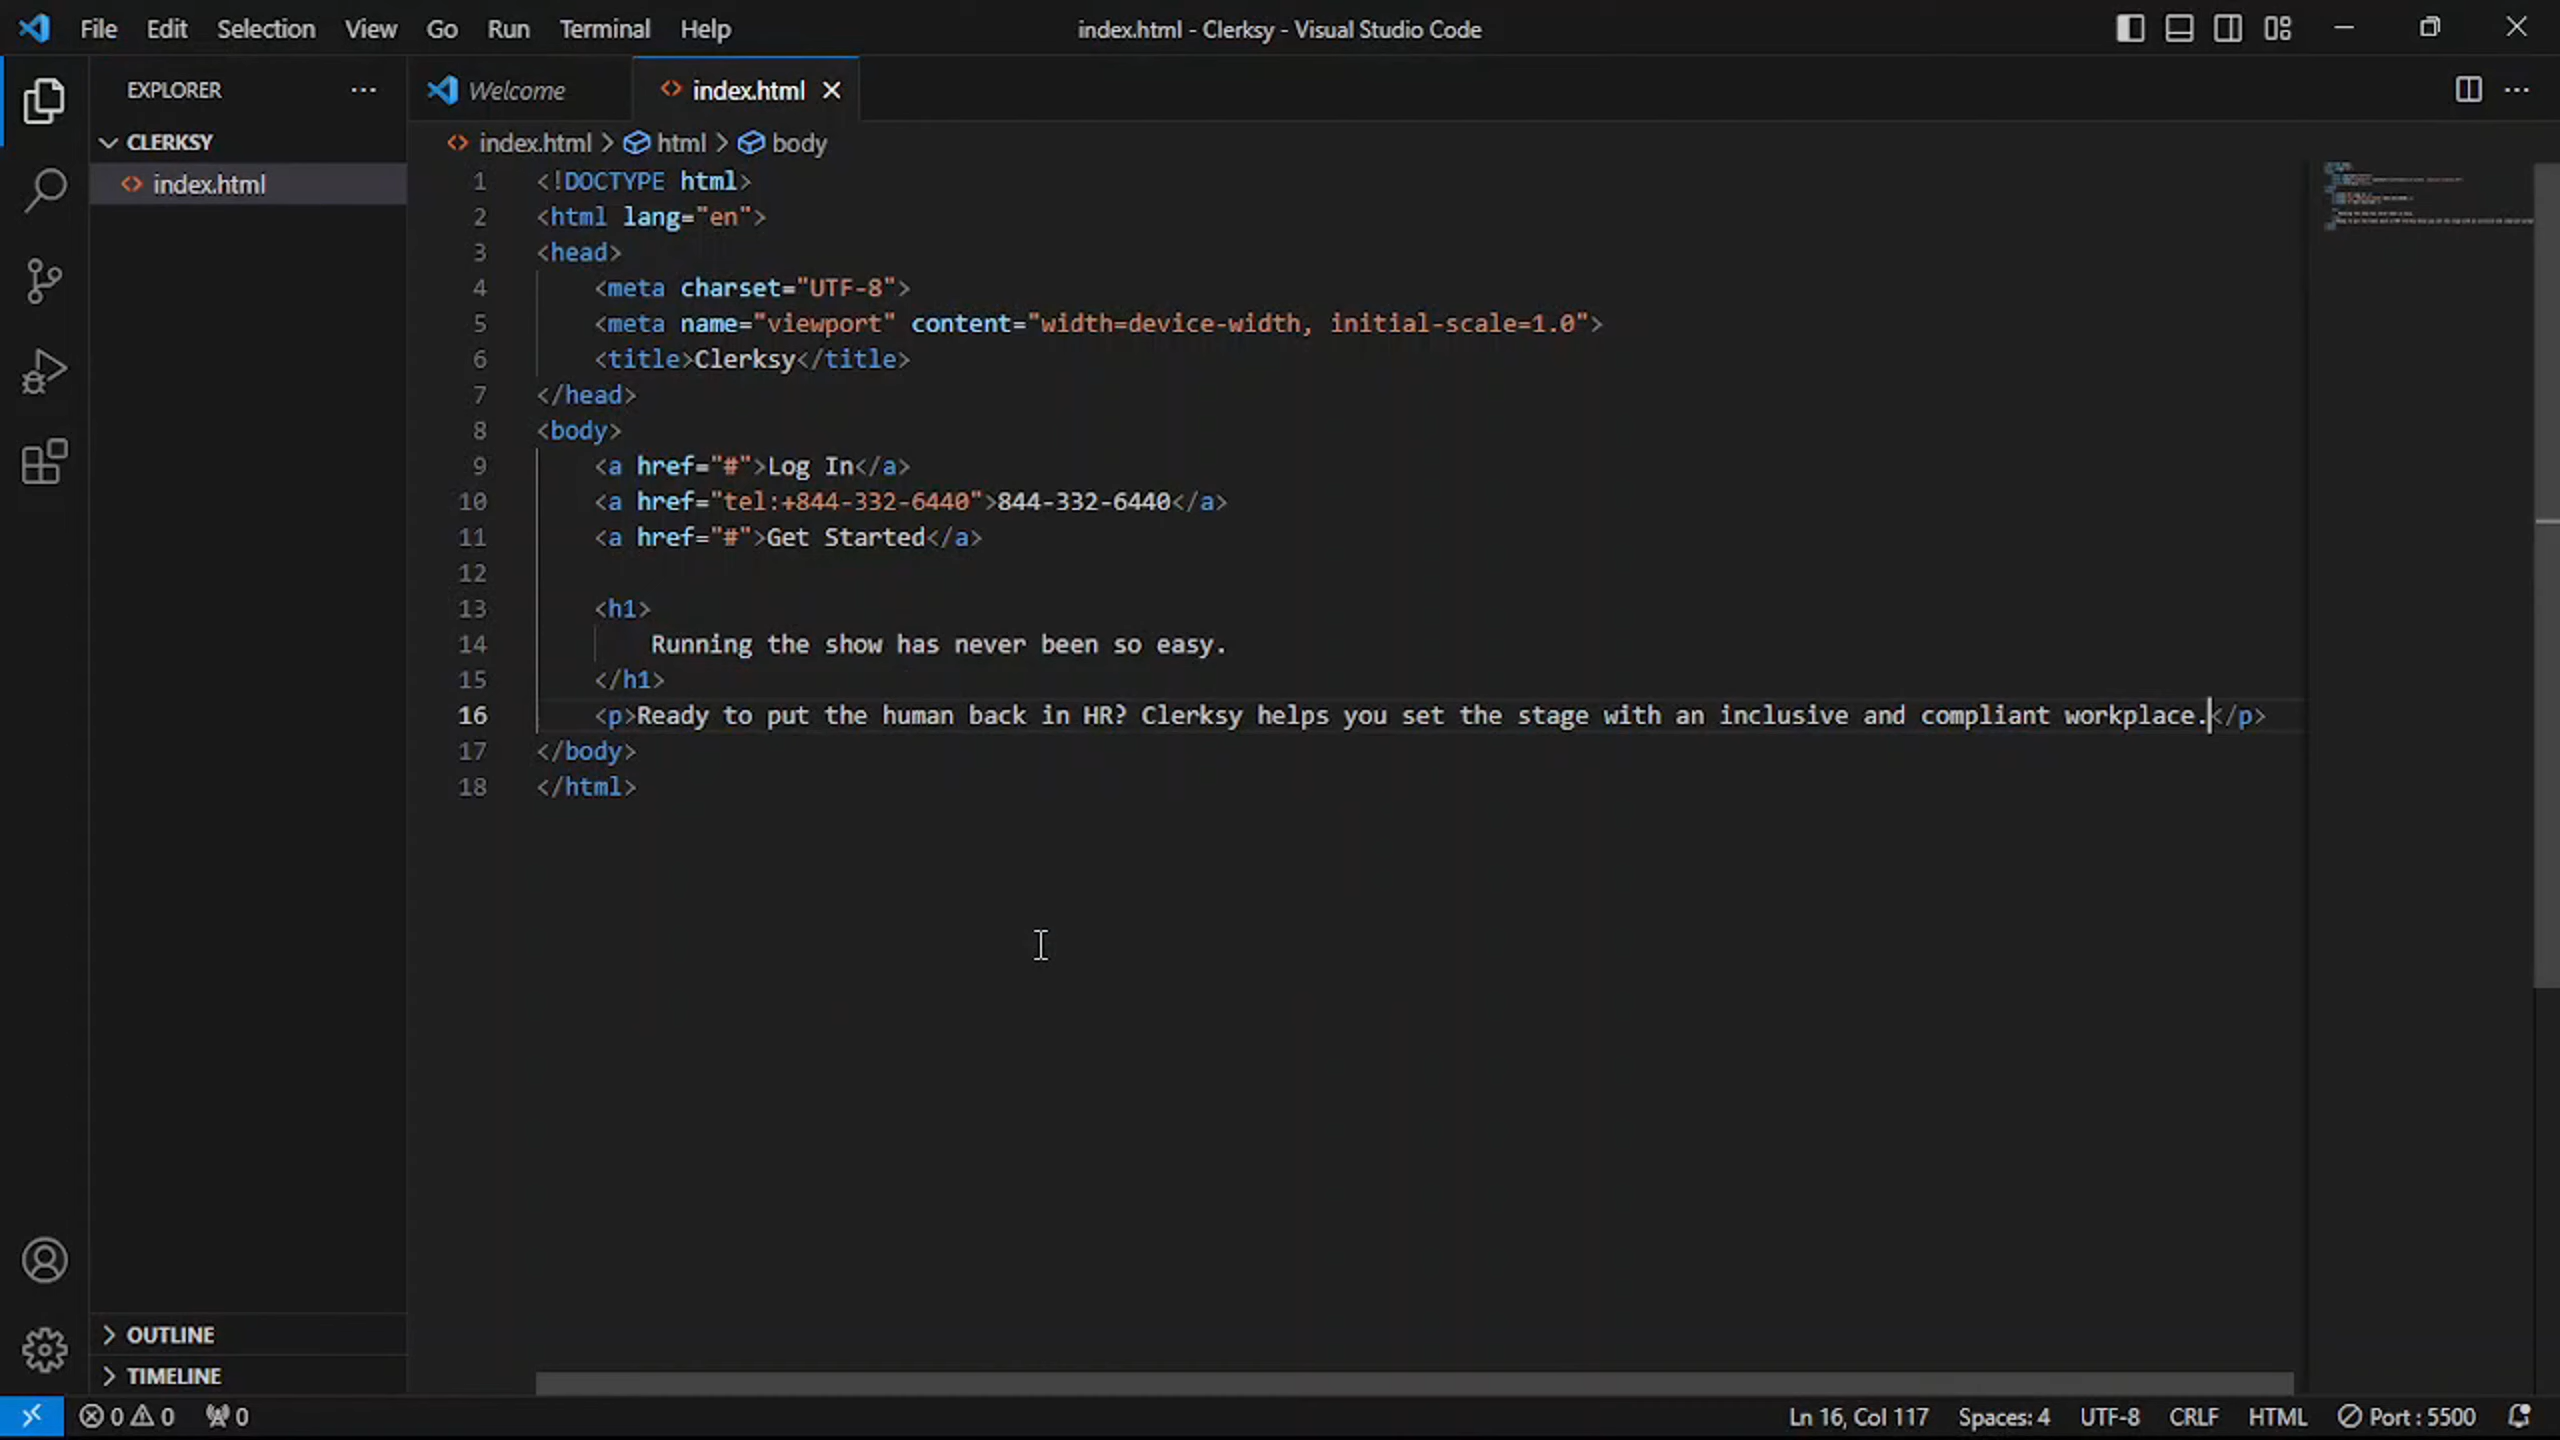 File Edit Selection View Go Run Terminal Help index.html - Clerksy - Visual Studio Code
EXPLORER
CLERKSY
index.html
OUTLINE
TIMELINE
Welcome index.html
index.html > html > body
1 <!DOCTYPE html>
2 <html lang="en">
3 <head>
4 <meta charset="UTF-8">
5 <meta name="viewport" content="width=device-width, initial-scale=1.0">
6 <title>Clerksy</title>
7 </head>
8 <body>
9 <a href="#">Log In</a>
10 <a href="tel:+844-332-6440">844-332-6440</a>
11 <a href="#">Get Started</a>
12
13 <h1>
14 Running the show has never been so easy.
15 </h1>
16 <p>Ready to put the human back in HR? Clerksy helps you set the stage with an inclusive and compliant workplace.</p>
17 </body>
18 </html>
0 0 0 Ln 16, Col 117 Spaces: 4 UTF-8 CRLF HTML Port : 5500